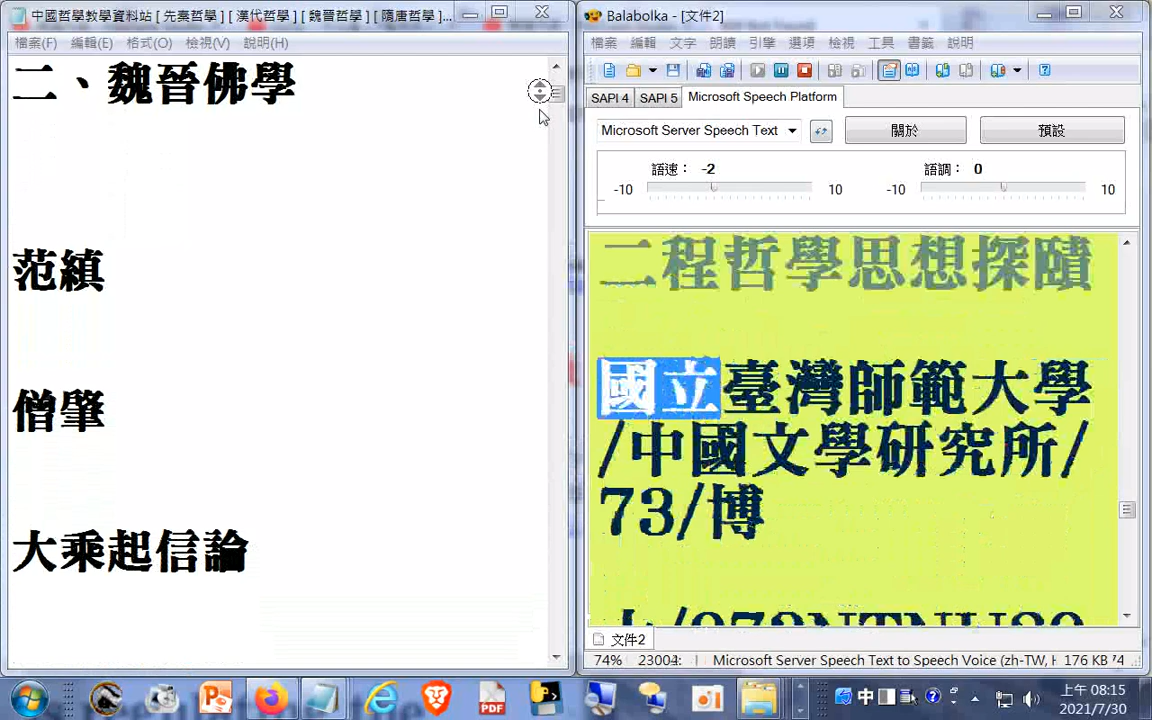 中國哲學教學資料站 [ 先秦哲學 ] [ 漢代哲學 ] [ 魏晉哲學 ] [ 隋唐哲學 ]...
檔案(F) 編輯(E) 格式(O) 檢視(V) 說明(H)
二、魏晉佛學
范縝
僧肇
大乘起信論
Balabolka - [文件2]
檔案 編輯 文字 朗讀 引擎 選項 檢視 工具 書籤 說明
SAPI 4 SAPI 5 Microsoft Speech Platform
Microsoft Server Speech Text 關於 預設
語速： -2 語調： 0
-10 10 -10 10
二程哲學思想探賾
國立臺灣師範大學
/中國文學研究所/
73/博
文件2
74% 23004: Microsoft Server Speech Text to Speech Voice (zh-TW, H 176 KB 74
中
上午 08:15
2021/7/30